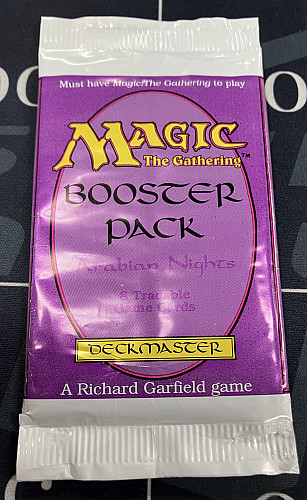 Must have Magic: The Gathering to play
MAGIC
The Gathering™
BOOSTER
PACK
Arabian Nights
8 Tradable
Game Cards
DECKMASTER
A Richard Garfield game